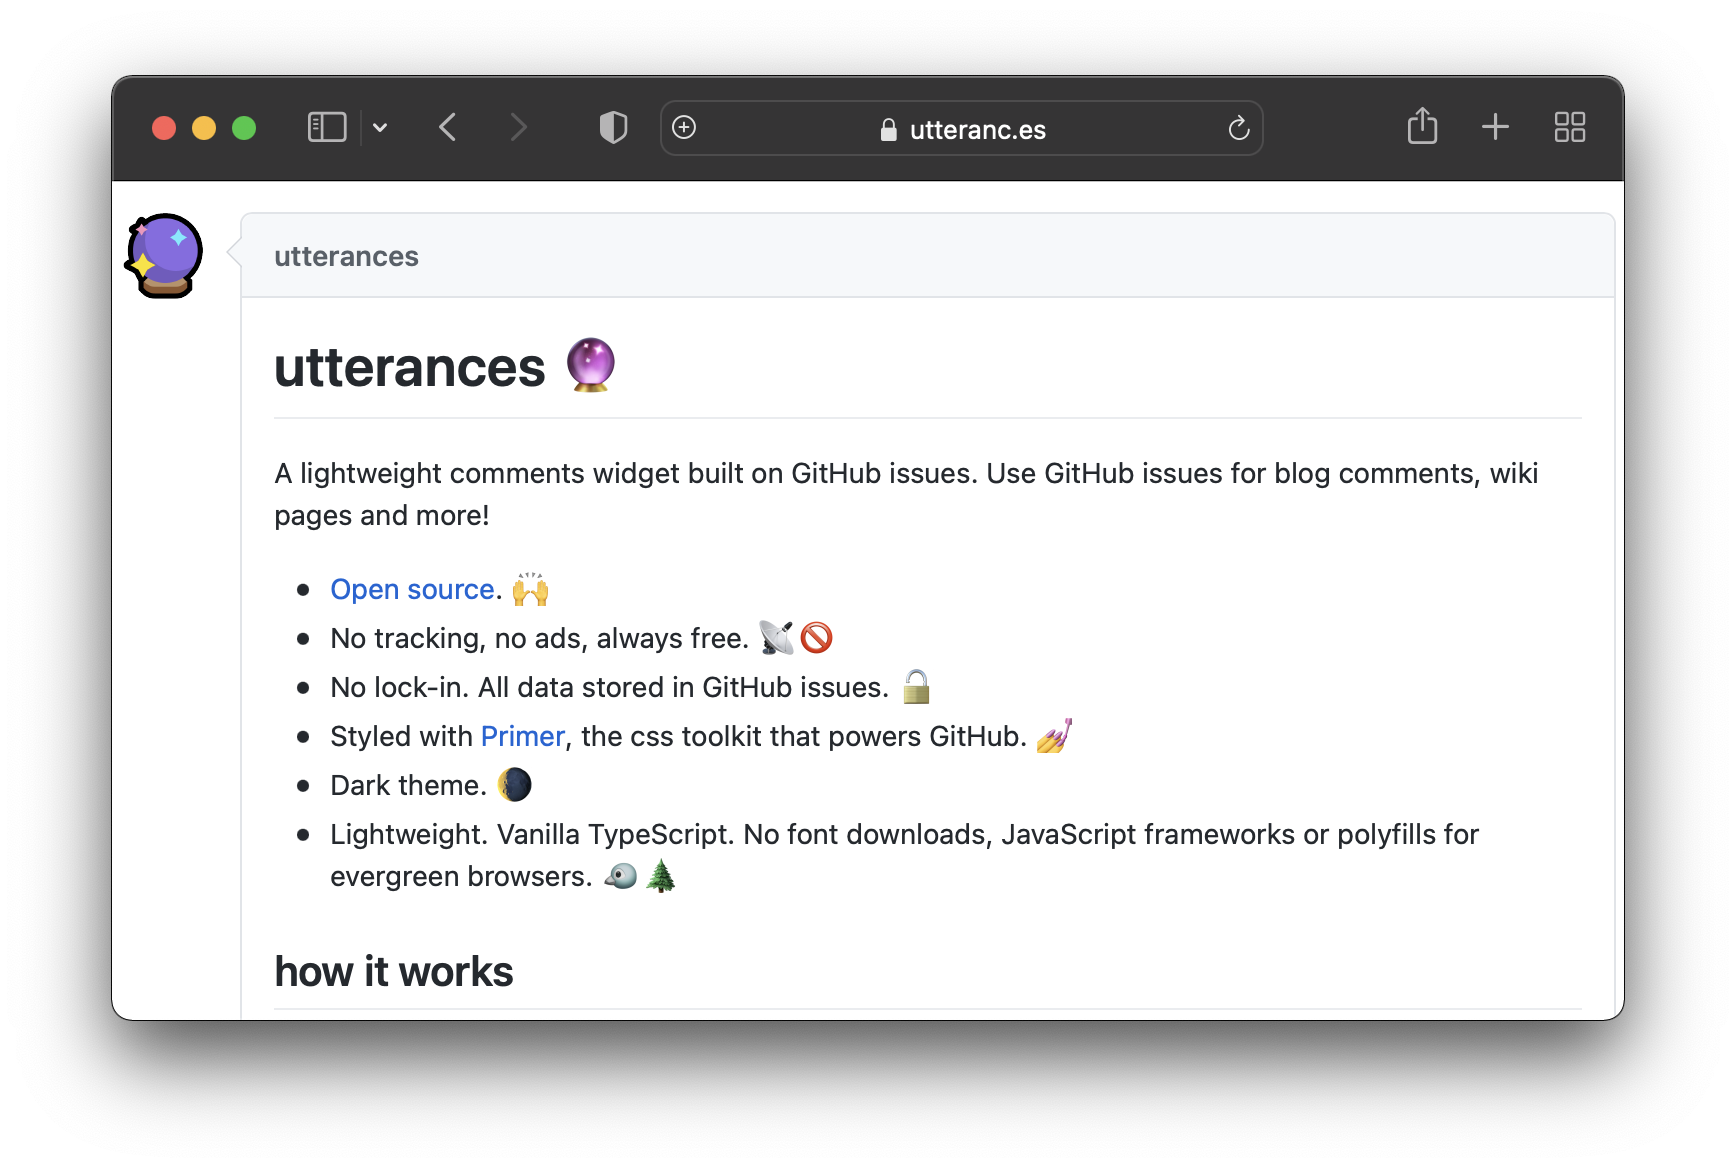 utteranc.es
utterances
utterances 🔮
A lightweight comments widget built on GitHub issues. Use GitHub issues for blog comments, wiki
pages and more!
• Open source. 🙌
• No tracking, no ads, always free. 📡🚫
• No lock-in. All data stored in GitHub issues. 🔓
• Styled with Primer, the css toolkit that powers GitHub. 💅
• Dark theme. 🌘
• Lightweight. Vanilla TypeScript. No font downloads, JavaScript frameworks or polyfills for
evergreen browsers. 🐦🌲
how it works